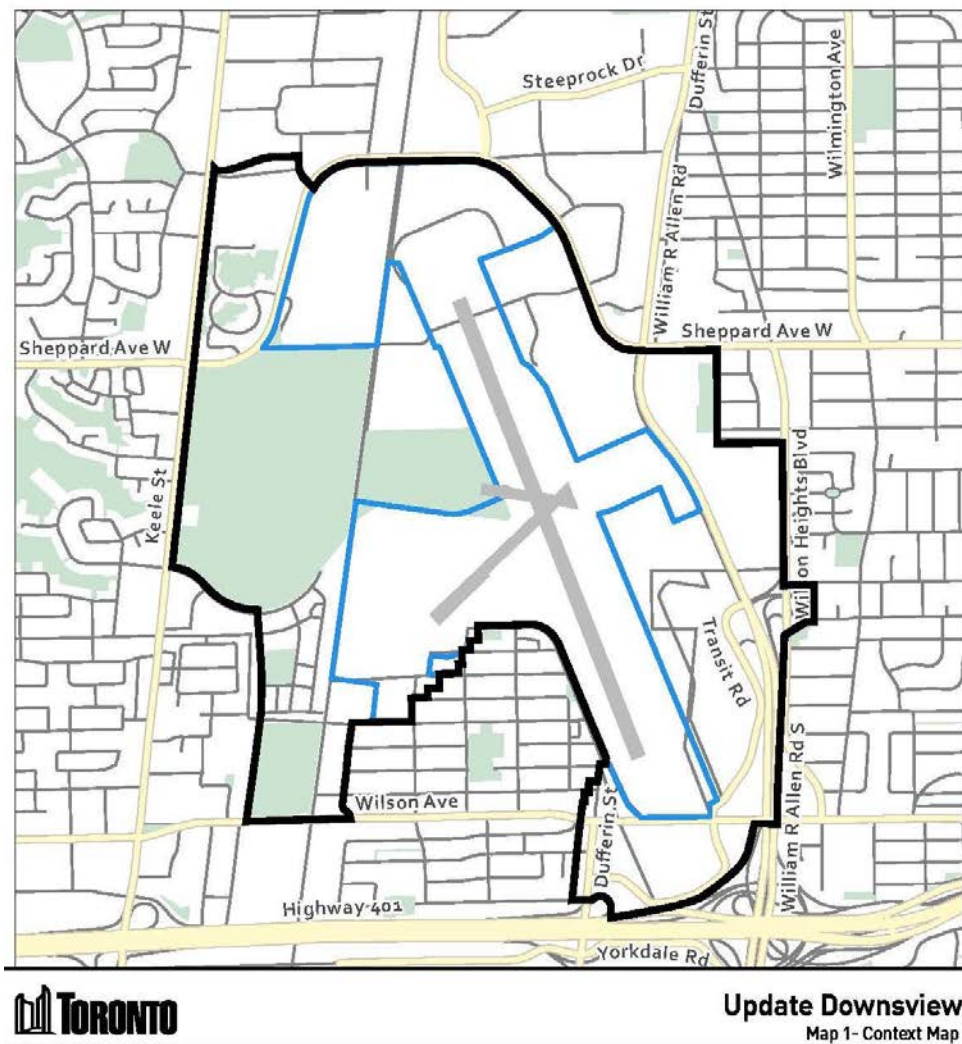 Steeprock Dr
Dufferin St
Wilmington Ave
William R Allen Rd
Sheppard Ave W
Sheppard Ave W
Keele St
Wilson Heights Blvd
Transit Rd
Wilson Ave
Dufferin St
William R Allen Rd S
Highway 401
Yorkdale Rd
TORONTO
Update Downsview
Map 1- Context Map